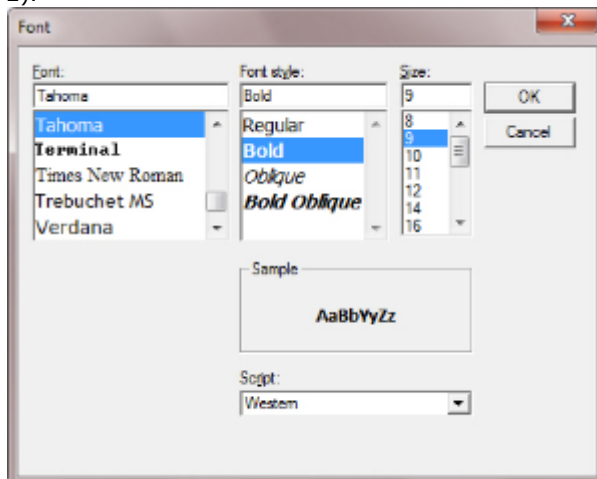 Font
Font:
Tahoma
Tahoma
Terminal
Times New Roman
Trebuchet MS
Verdana
Font style:
Bold
Regular
Bold
Oblique
Bold Oblique
Size:
9
8
9
10
11
12
14
16
OK
Cancel
Sample
AaBbYyZz
Script:
Western